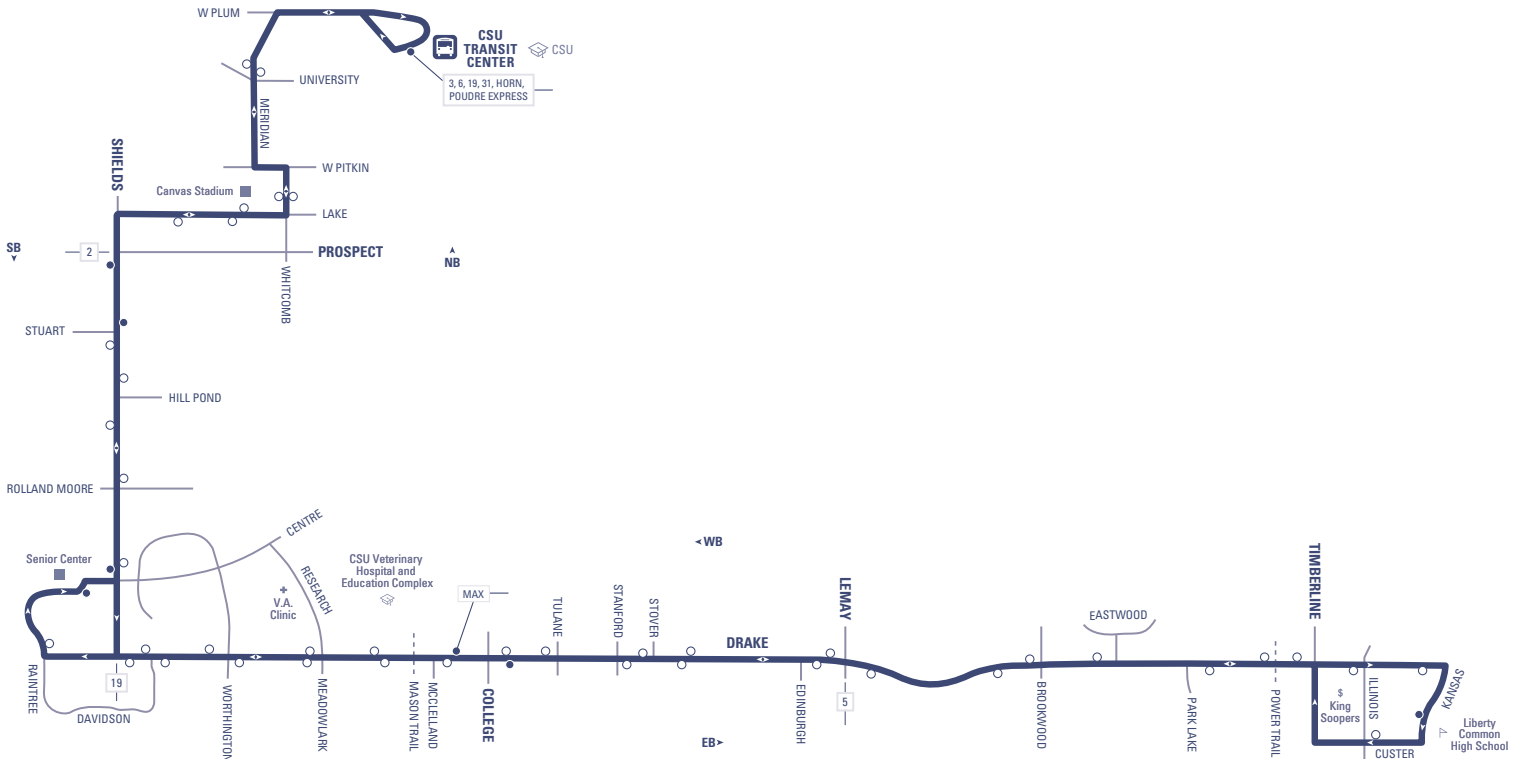 W PLUM
CSU
TRANSIT
CENTER
CSU
UNIVERSITY
3, 6, 19, 31, HORN,
POUDRE EXPRESS
MERIDIAN
SHIELDS
W PITKIN
Canvas Stadium
LAKE
SB
2
PROSPECT
NB
WHITCOMB
STUART
HILL POND
ROLLAND MOORE
CENTRE
Senior Center
RESEARCH
CSU Veterinary
Hospital and
Education Complex
V.A.
Clinic
MAX
WB
TULANE
STANFORD
STOVER
DRAKE
LEMAY
EASTWOOD
TIMBERLINE
RAINTREE
19
DAVIDSON
WORTHINGTON
MEADOWLARK
MASON TRAIL
MCCLELLAND
COLLEGE
EB
EDINBURGH
5
BROOKWOOD
PARK LAKE
POWER TRAIL
$
King
Soopers
ILLINOIS
KANSAS
CUSTER
Liberty
Common
High School